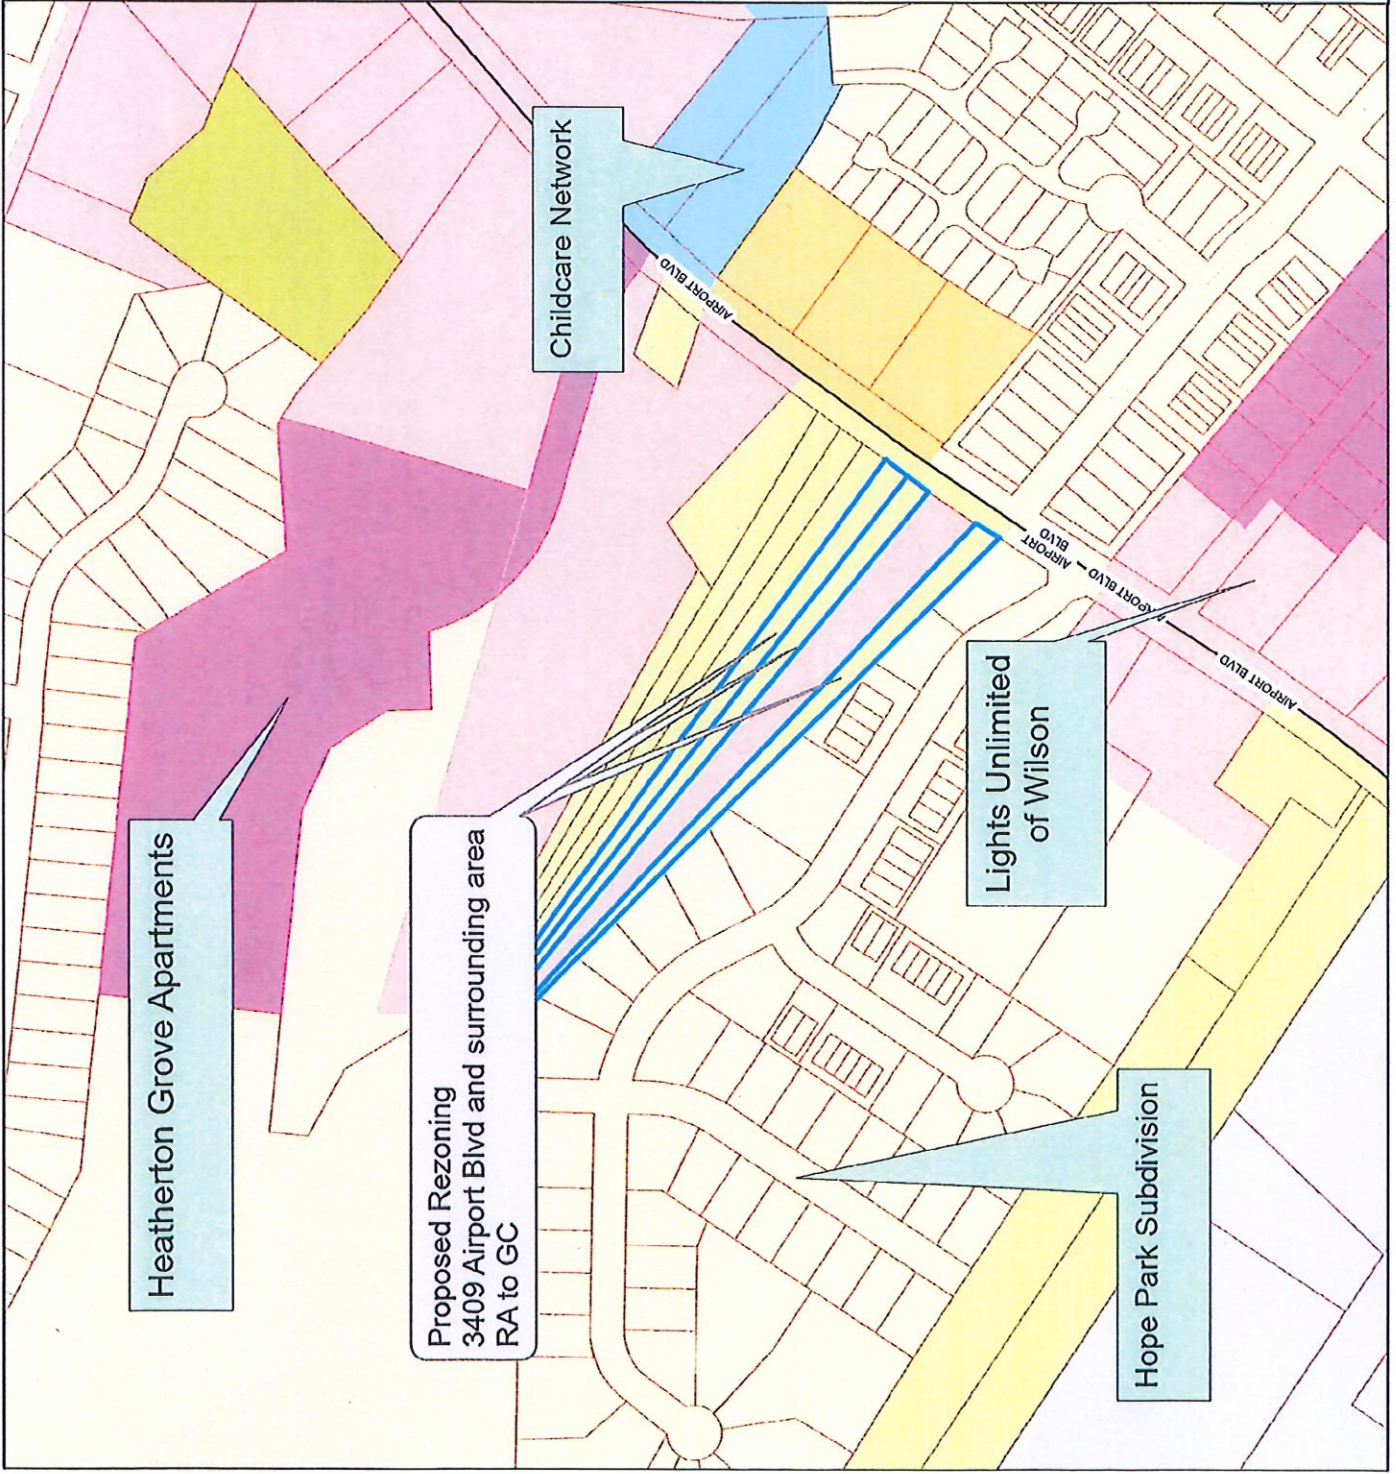 Heatherton Grove Apartments
Childcare Network
Proposed Rezoning
3409 Airport Blvd and surrounding area
RA to GC
Lights Unlimited
of Wilson
Hope Park Subdivision
AIRPORT BLVD
AIRPORT
BLVD
AIRPORT BLVD
AIRPORT BLVD